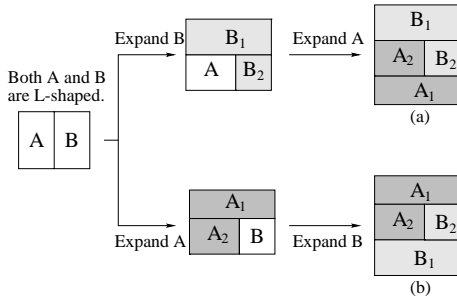 Both A and B
are L-shaped.
A B
Expand B
B1
A B2
Expand A
B1
A2 B2
A1
(a)
Expand A
A1
A2 B
Expand B
A1
A2 B2
B1
(b)